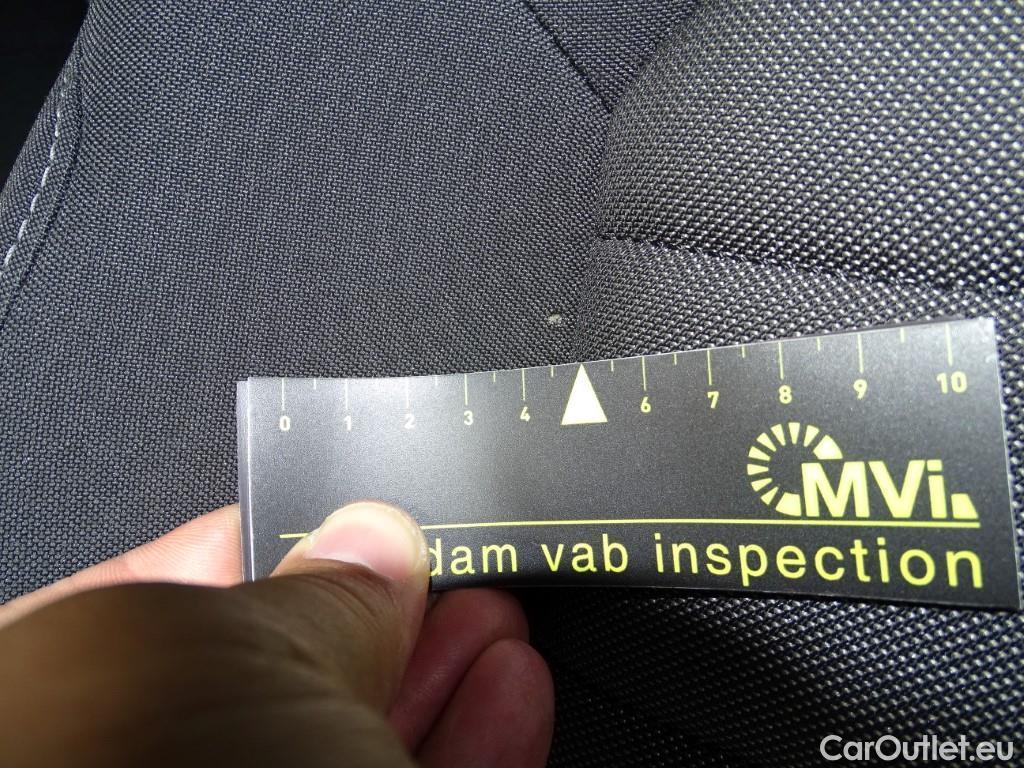 0 1 2 3 4 6 7 8 9 10
MVi
dam vab inspection
CarOutlet.eu